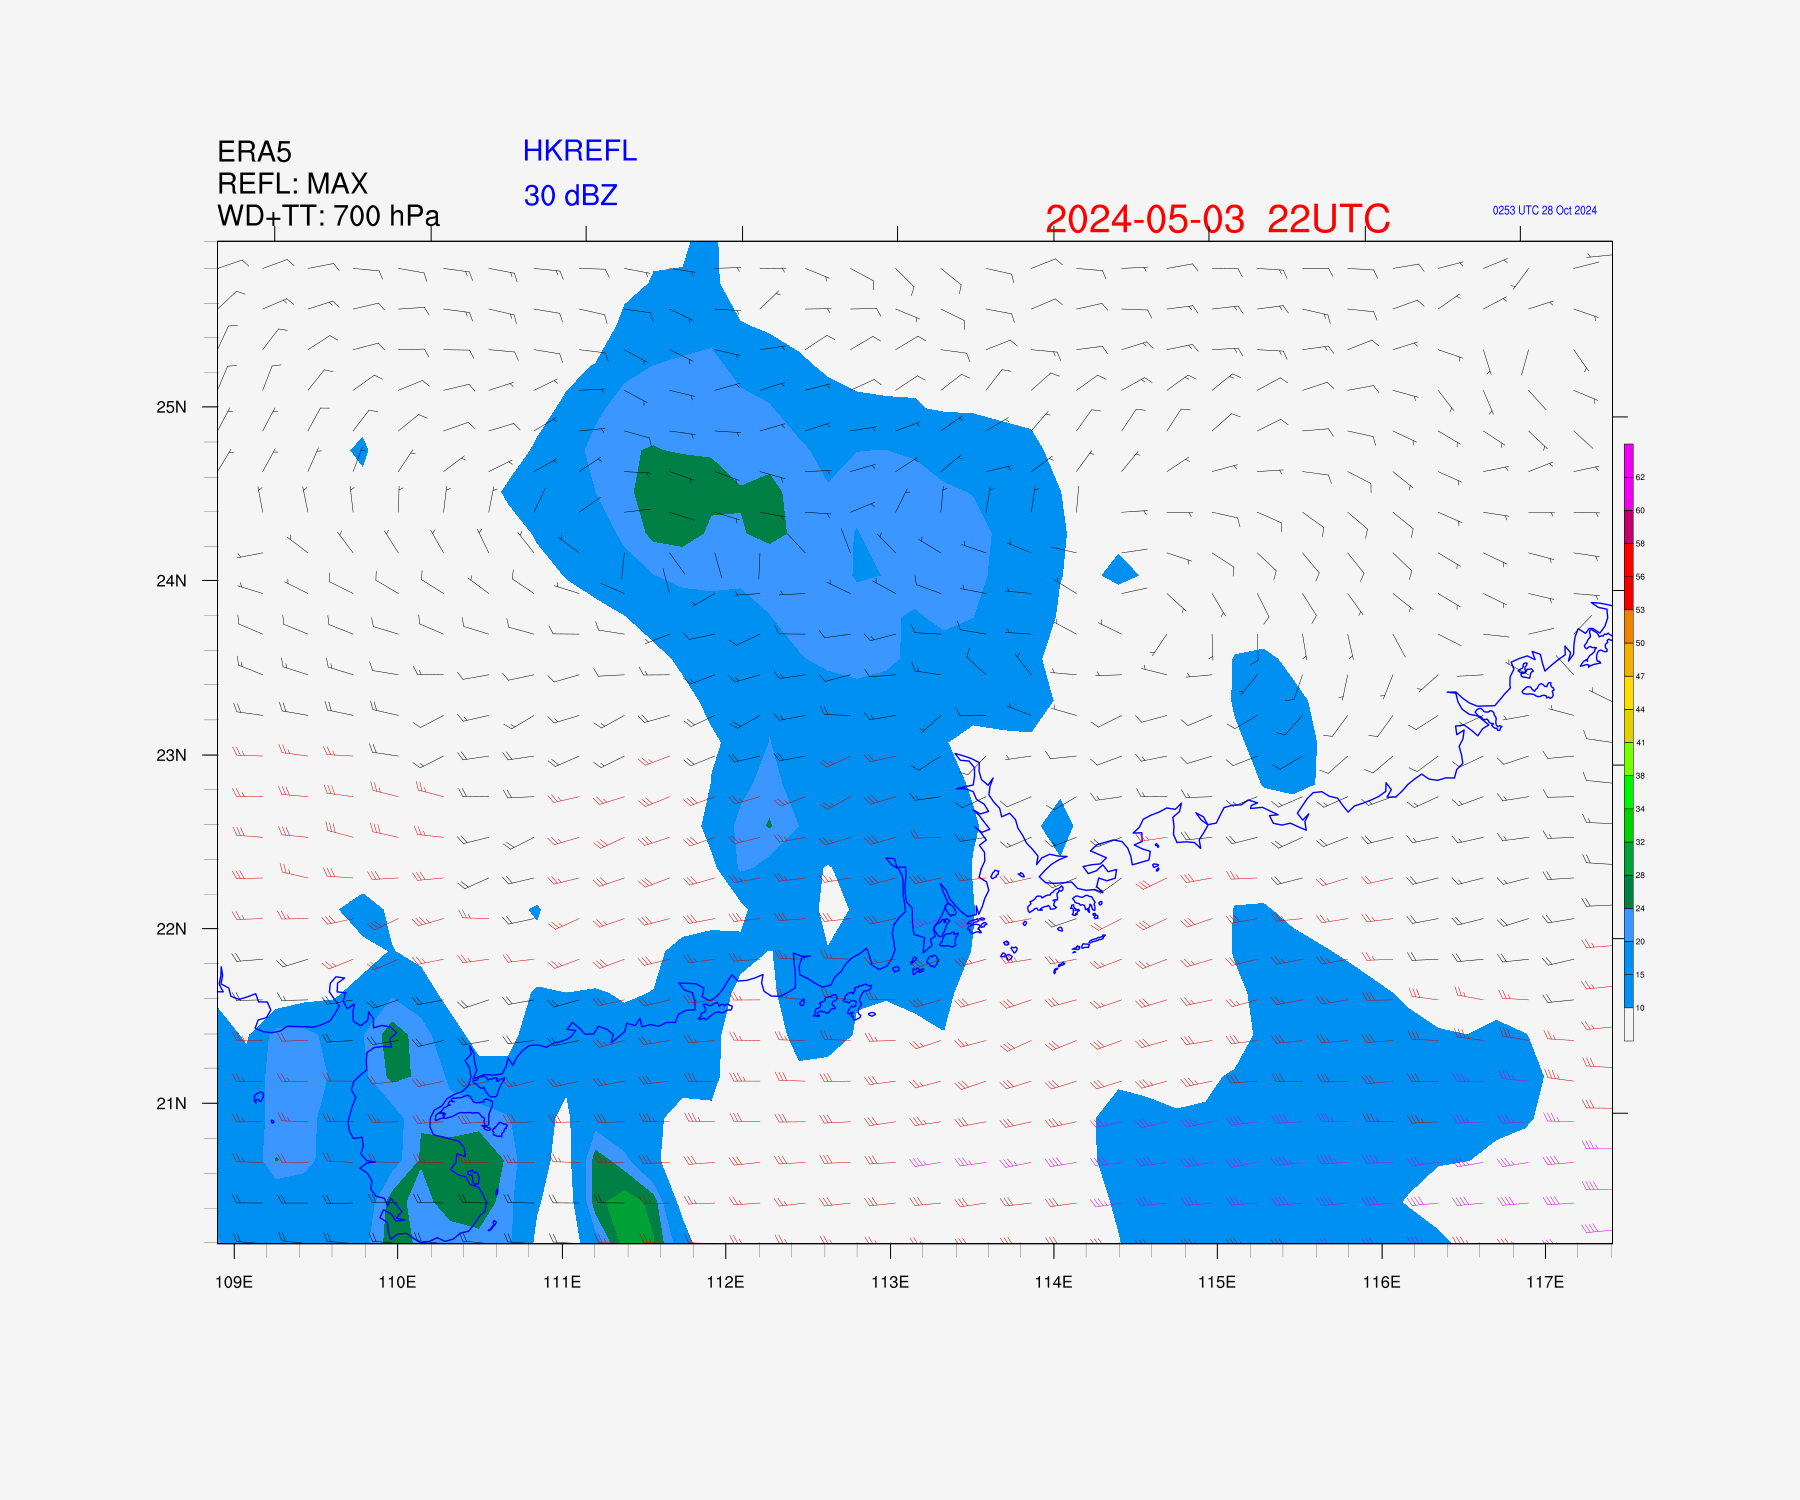 ERA5
HKREFL
REFL: MAX
30 dBZ
WD+TT: 700 hPa
2024-05-03 22UTC
0253 UTC 28 Oct 2024
25N
24N
23N
22N
21N
109E 110E 111E 112E 113E 114E 115E 116E 117E
62
60
58
56
53
50
47
44
41
38
34
32
28
24
20
15
10